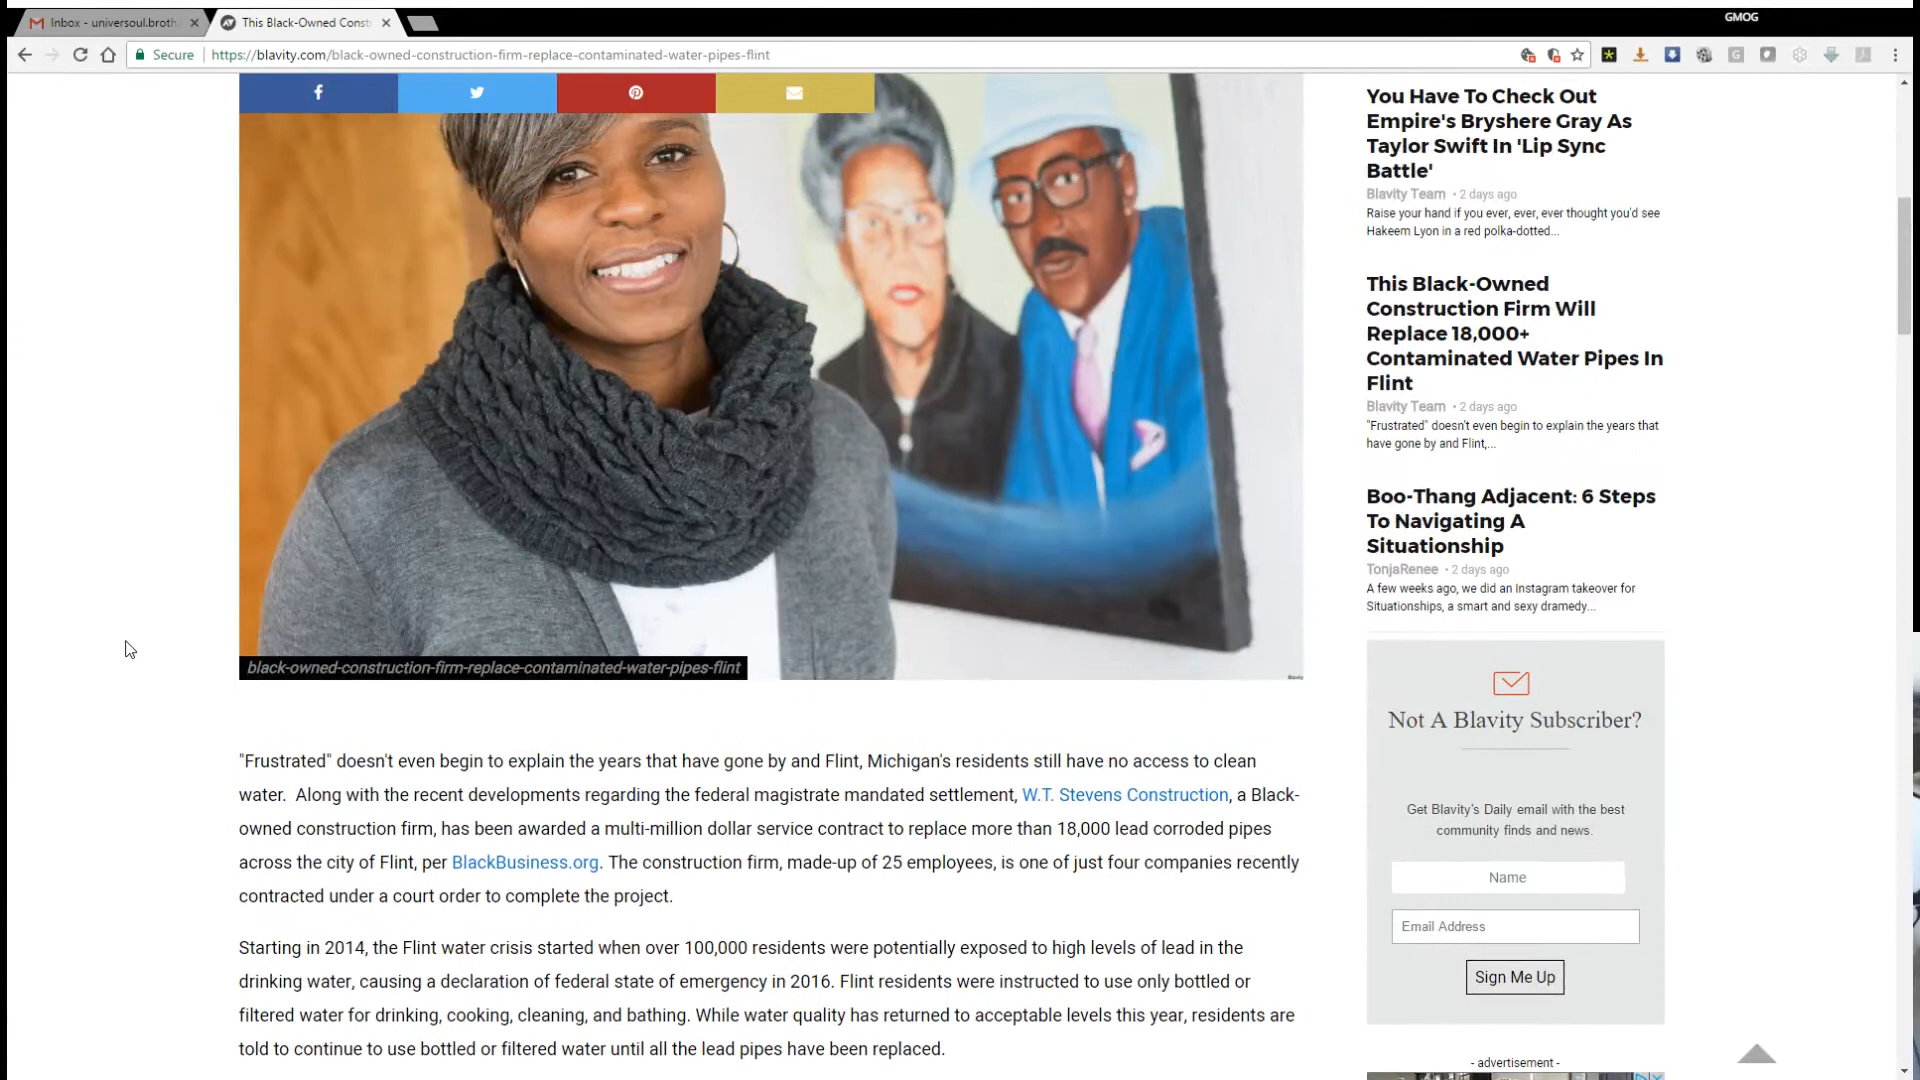 GMOG
Inbox - universoul.broth
This Black-Owned Const
Secure
https://blavity.com/black-owned-construction-firm-replace-contaminated-water-pipes-flint
black-owned-construction-firm-replace-contaminated-water-pipes-flint
"Frustrated" doesn't even begin to explain the years that have gone by and Flint, Michigan's residents still have no access to clean
water.  Along with the recent developments regarding the federal magistrate mandated settlement, W.T. Stevens Construction, a Black-
owned construction firm, has been awarded a multi-million dollar service contract to replace more than 18,000 lead corroded pipes
across the city of Flint, per BlackBusiness.org. The construction firm, made-up of 25 employees, is one of just four companies recently
contracted under a court order to complete the project.
Starting in 2014, the Flint water crisis started when over 100,000 residents were potentially exposed to high levels of lead in the
drinking water, causing a declaration of federal state of emergency in 2016. Flint residents were instructed to use only bottled or
filtered water for drinking, cooking, cleaning, and bathing. While water quality has returned to acceptable levels this year, residents are
told to continue to use bottled or filtered water until all the lead pipes have been replaced.
You Have To Check Out
Empire's Bryshere Gray As
Taylor Swift In 'Lip Sync
Battle'
Blavity Team • 2 days ago
Raise your hand if you ever, ever, ever thought you'd see
Hakeem Lyon in a red polka-dotted...
This Black-Owned
Construction Firm Will
Replace 18,000+
Contaminated Water Pipes In
Flint
Blavity Team • 2 days ago
"Frustrated" doesn't even begin to explain the years that
have gone by and Flint,...
Boo-Thang Adjacent: 6 Steps
To Navigating A
Situationship
TonjaRenee • 2 days ago
A few weeks ago, we did an Instagram takeover for
Situationships, a smart and sexy dramedy...
Not A Blavity Subscriber?
Get Blavity's Daily email with the best
community finds and news.
Name
Email Address
Sign Me Up
- advertisement -